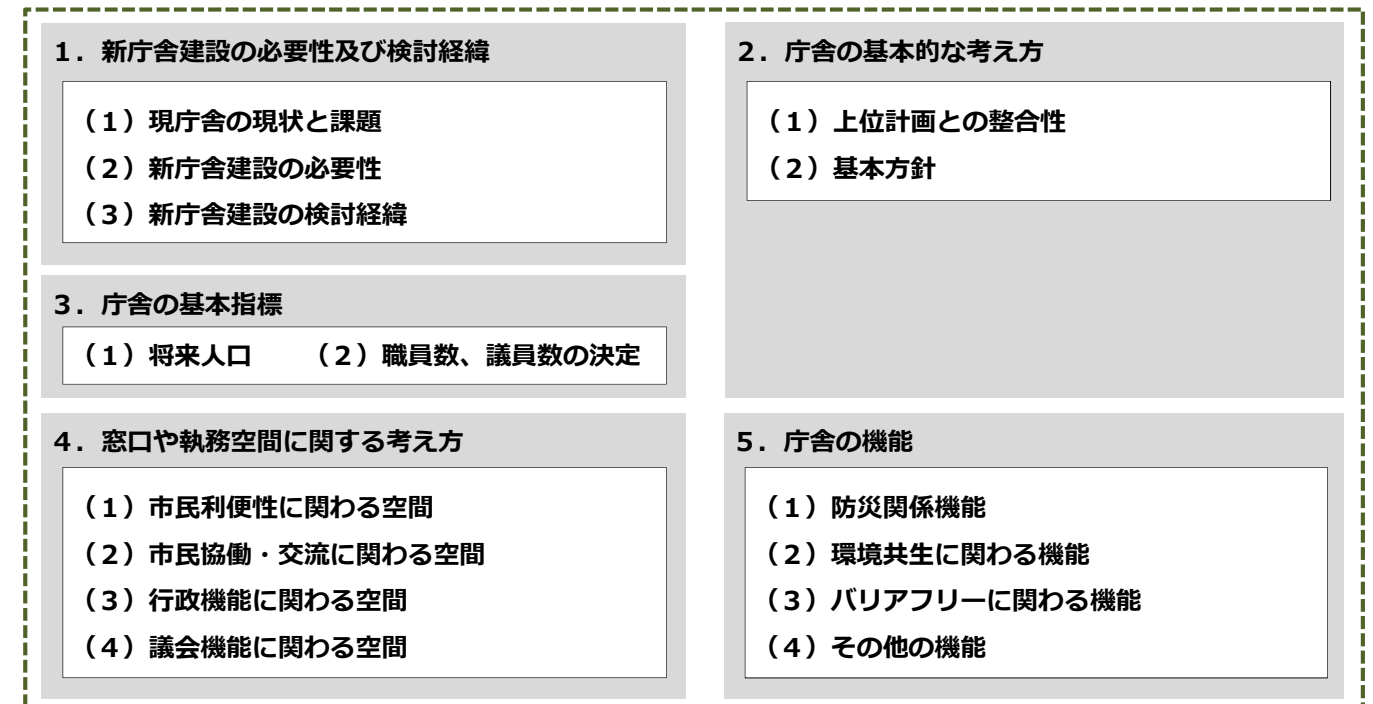 1．新庁舎建設の必要性及び検討経緯
（1）現庁舎の現状と課題
（2）新庁舎建設の必要性
（3）新庁舎建設の検討経緯
2．庁舎の基本的な考え方
（1）上位計画との整合性
（2）基本方針
3．庁舎の基本指標
（1）将来人口　　（2）職員数、議員数の決定
4．窓口や執務空間に関する考え方
（1）市民利便性に関わる空間
（2）市民協働・交流に関わる空間
（3）行政機能に関わる空間
（4）議会機能に関わる空間
5．庁舎の機能
（1）防災関係機能
（2）環境共生に関わる機能
（3）バリアフリーに関わる機能
（4）その他の機能